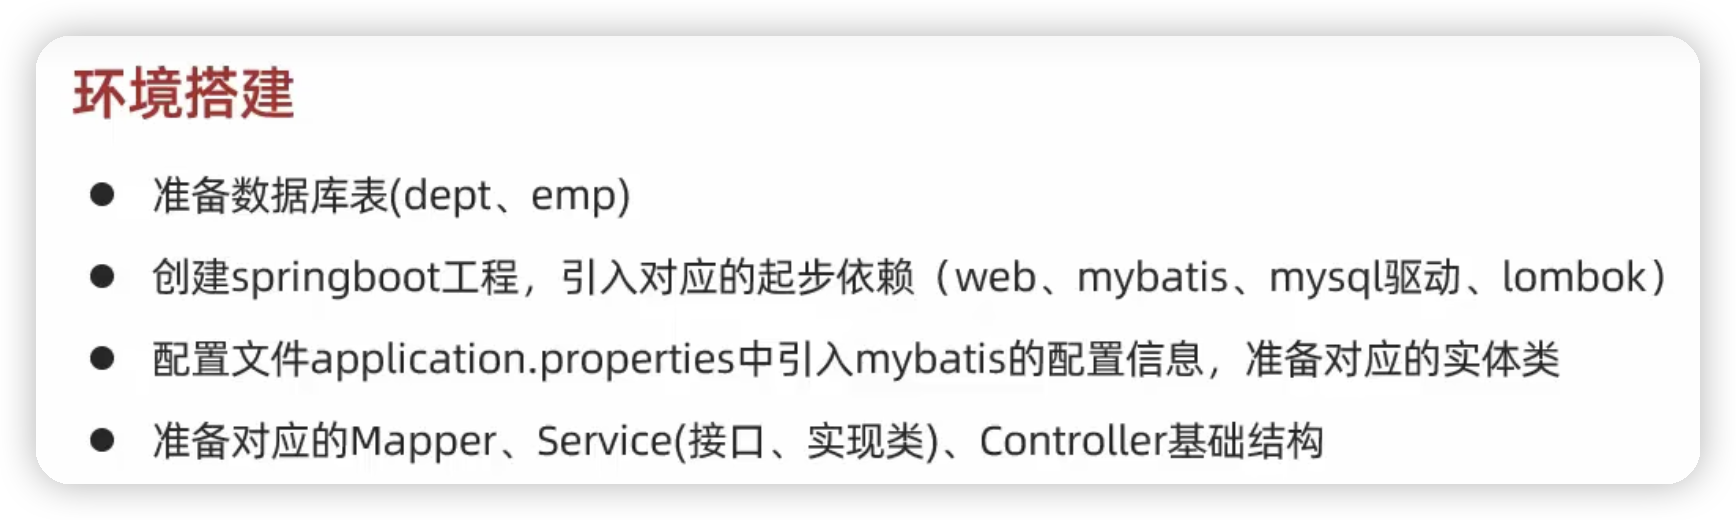 环境搭建
● 准备数据库表(dept、emp)
● 创建springboot工程，引入对应的起步依赖（web、mybatis、mysql驱动、lombok）
● 配置文件application.properties中引入mybatis的配置信息，准备对应的实体类
● 准备对应的Mapper、Service(接口、实现类)、Controller基础结构